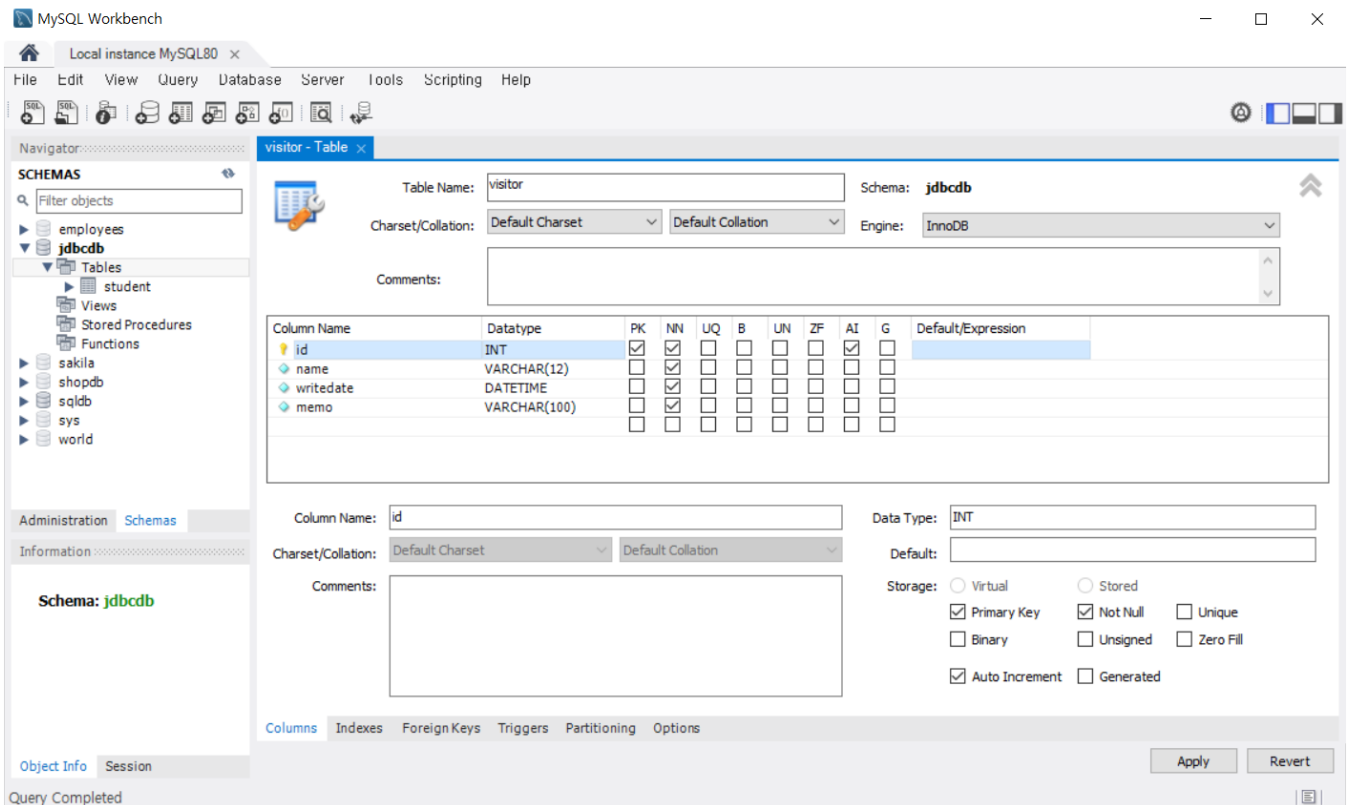 MySQL Workbench
Local instance MySQL80
File Edit View Query Database Server Tools Scripting Help
SQL SQL
Navigator
SCHEMAS
Filter objects
employees
jdbcdb
Tables
student
Views
Stored Procedures
Functions
sakila
shopdb
sqldb
sys
world
Administration Schemas
Information
Schema: jdbcdb
Object Info Session
visitor - Table
Table Name: visitor Schema: jdbcdb
Charset/Collation: Default Charset Default Collation Engine: InnoDB
Comments:
Column Name Datatype PK NN UQ B UN ZF AI G Default/Expression
id INT
name VARCHAR(12)
writedate DATETIME
memo VARCHAR(100)
Column Name: id Data Type: INT
Charset/Collation: Default Charset Default Collation Default:
Comments: Storage: Virtual Stored
Primary Key Not Null Unique
Binary Unsigned Zero Fill
Auto Increment Generated
Columns Indexes Foreign Keys Triggers Partitioning Options
Apply Revert
Query Completed